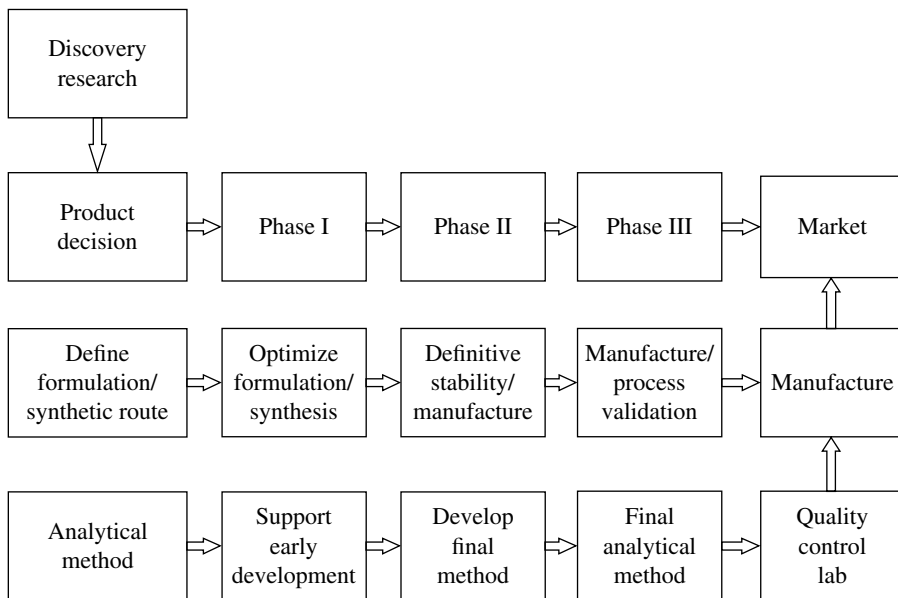 Discovery
research
Product
decision
Phase I
Phase II
Phase III
Market
Define
formulation/
synthetic route
Optimize
formulation/
synthesis
Definitive
stability/
manufacture
Manufacture/
process
validation
Manufacture
Analytical
method
Support
early
development
Develop
final
method
Final
analytical
method
Quality
control
lab